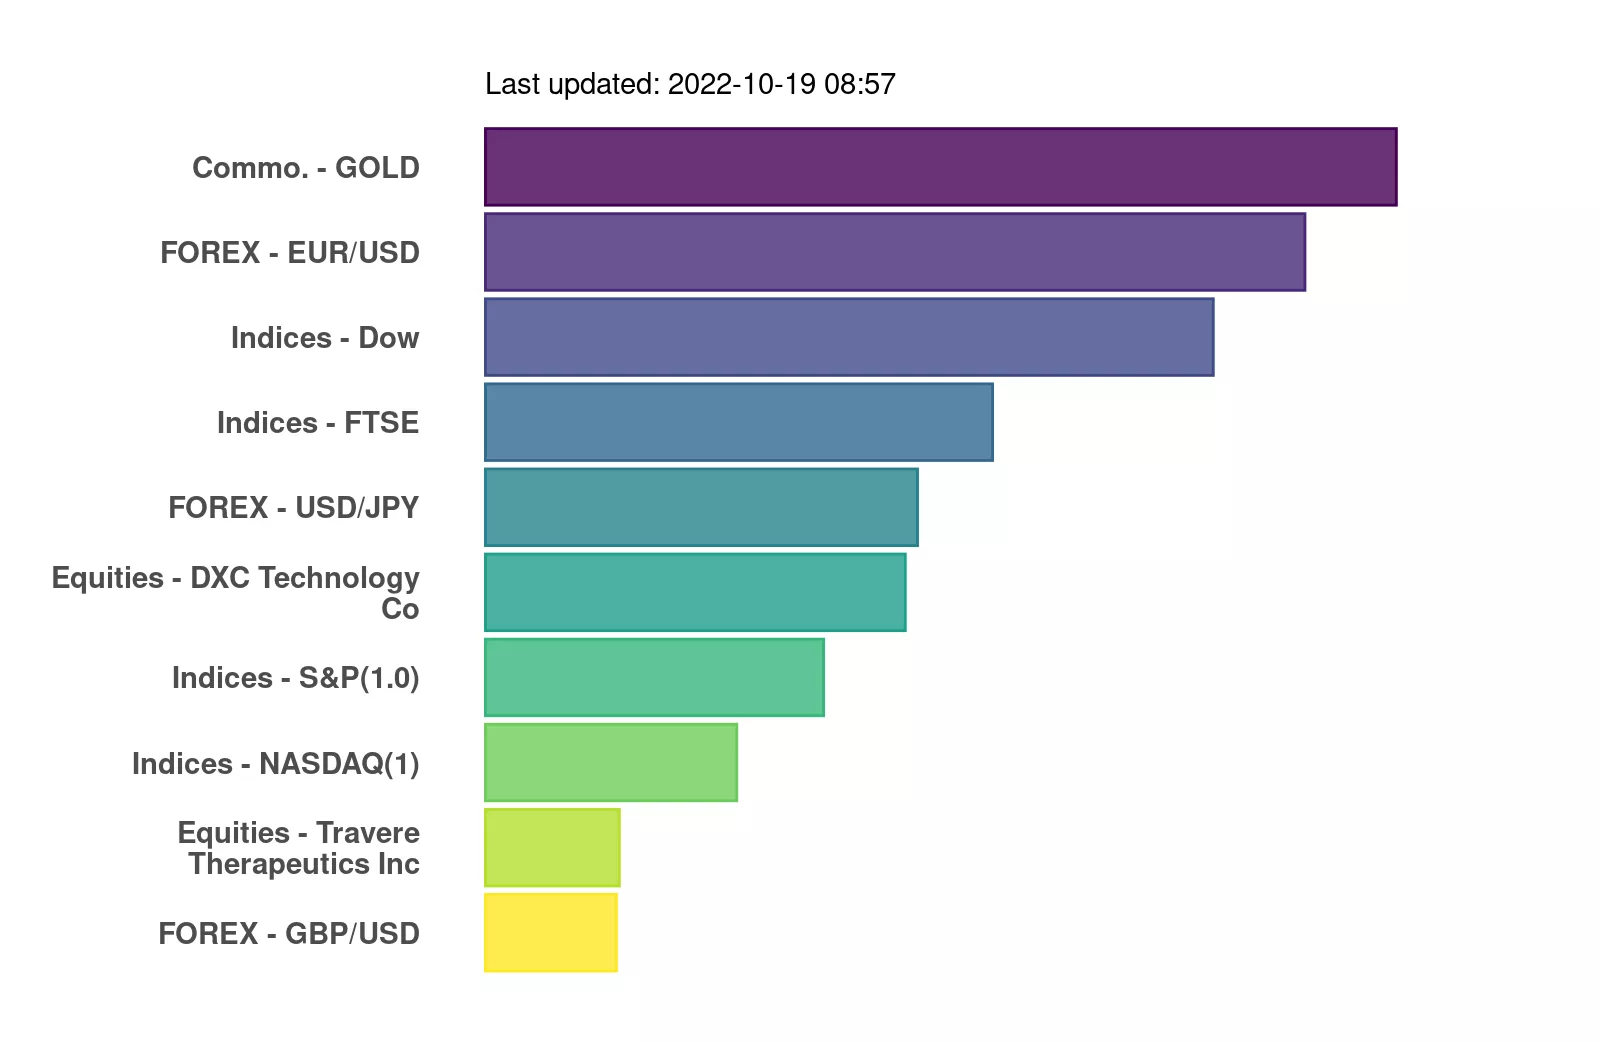 Last updated: 2022-10-19 08:57
Commo. - GOLD
FOREX - EUR/USD
Indices - Dow
Indices - FTSE
FOREX - USD/JPY
Equities - DXC Technology
Co
Indices - S&P(1.0)
Indices - NASDAQ(1)
Equities - Travere
Therapeutics Inc
FOREX - GBP/USD